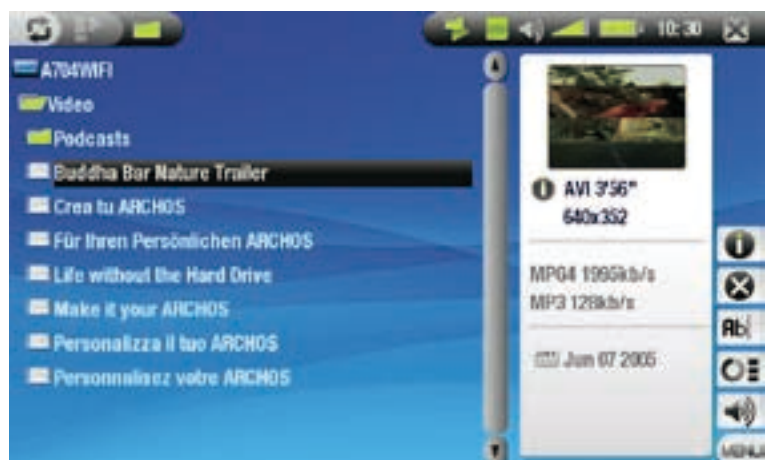 10:30
A704WIFI
Video
Podcasts
Buddha Bar Nature Trailer
Crea tu ARCHOS
Für Ihren Persönlichen ARCHOS
Life without the Hard Drive
Make it your ARCHOS
Personalizza il tuo ARCHOS
Personnalisez votre ARCHOS
AVI 3'56"
640x352
MPG4 1995kb/s
MP3 128kb/s
Jun 07 2005
Ab
MENU